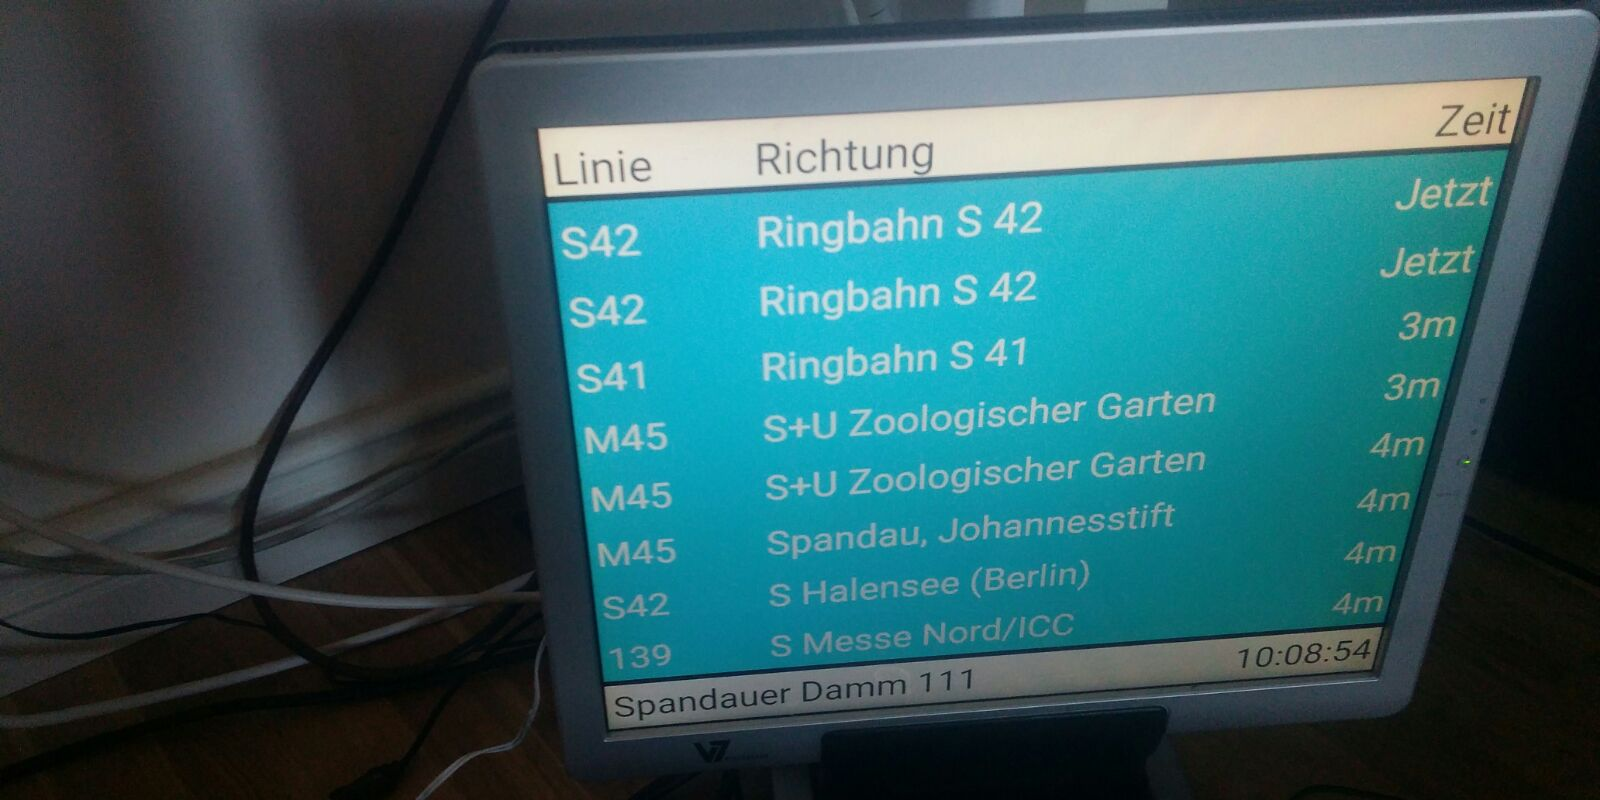 Linie Richtung Zeit
S42 Ringbahn S 42 Jetzt
S42 Ringbahn S 42 Jetzt
S41 Ringbahn S 41 3m
M45 S+U Zoologischer Garten 3m
M45 S+U Zoologischer Garten 4m
M45 Spandau, Johannesstift 4m
S42 S Halensee (Berlin) 4m
139 S Messe Nord/ICC 4m
Spandauer Damm 111 10:08:54
V7